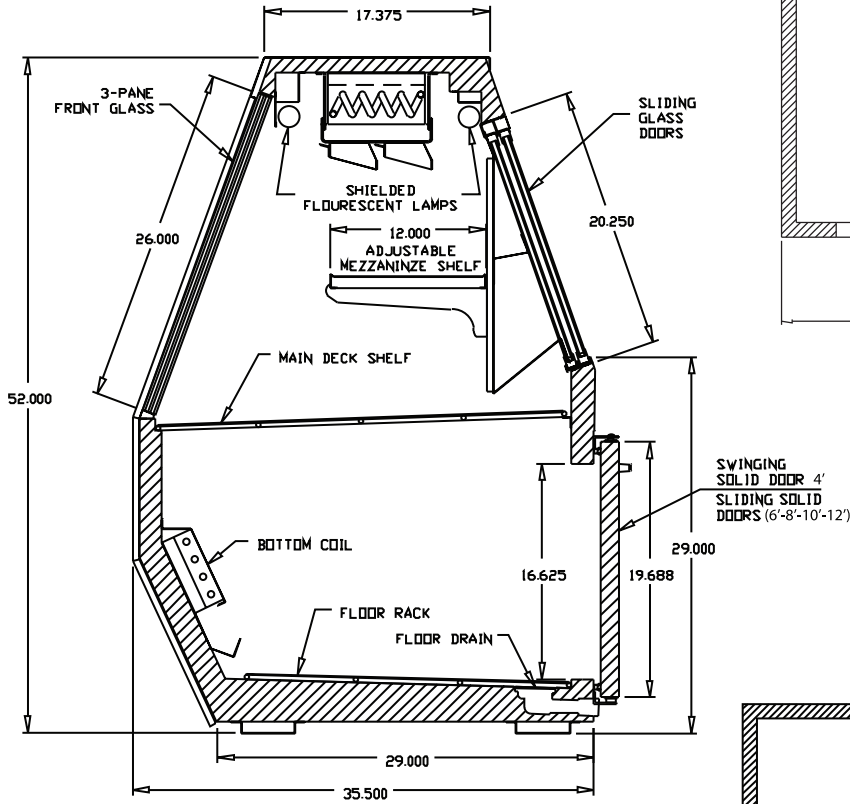 17.375
3-PANE
FRONT GLASS
SLIDING
GLASS
DOORS
SHIELDED
FLOURESCENT LAMPS
26.000
12.000
20.250
ADJUSTABLE
MEZZANINZE SHELF
MAIN DECK SHELF
52.000
SWINGING
SOLID DOOR 4'
SLIDING SOLID
DOORS (6'-8'-10'-12')
BOTTOM COIL
29.000
16.625
19.688
FLOOR RACK
FLOOR DRAIN
29.000
35.500